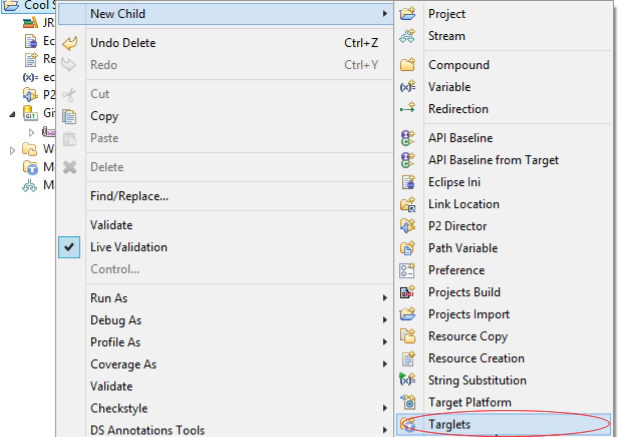 Cool S
JR
Ec
Re
(x)= ec
P2
Gi
W
M
M
New Child
Undo Delete Ctrl+Z
Redo Ctrl+Y
Cut
Copy
Paste
Delete
Find/Replace...
Validate
Live Validation
Control...
Run As
Debug As
Profile As
Coverage As
Validate
Checkstyle
DS Annotations Tools
Project
Stream
Compound
(x)= Variable
Redirection
API Baseline
API Baseline from Target
Eclipse Ini
Link Location
P2 Director
Path Variable
Preference
Projects Build
Projects Import
Resource Copy
Resource Creation
String Substitution
Target Platform
Targlets